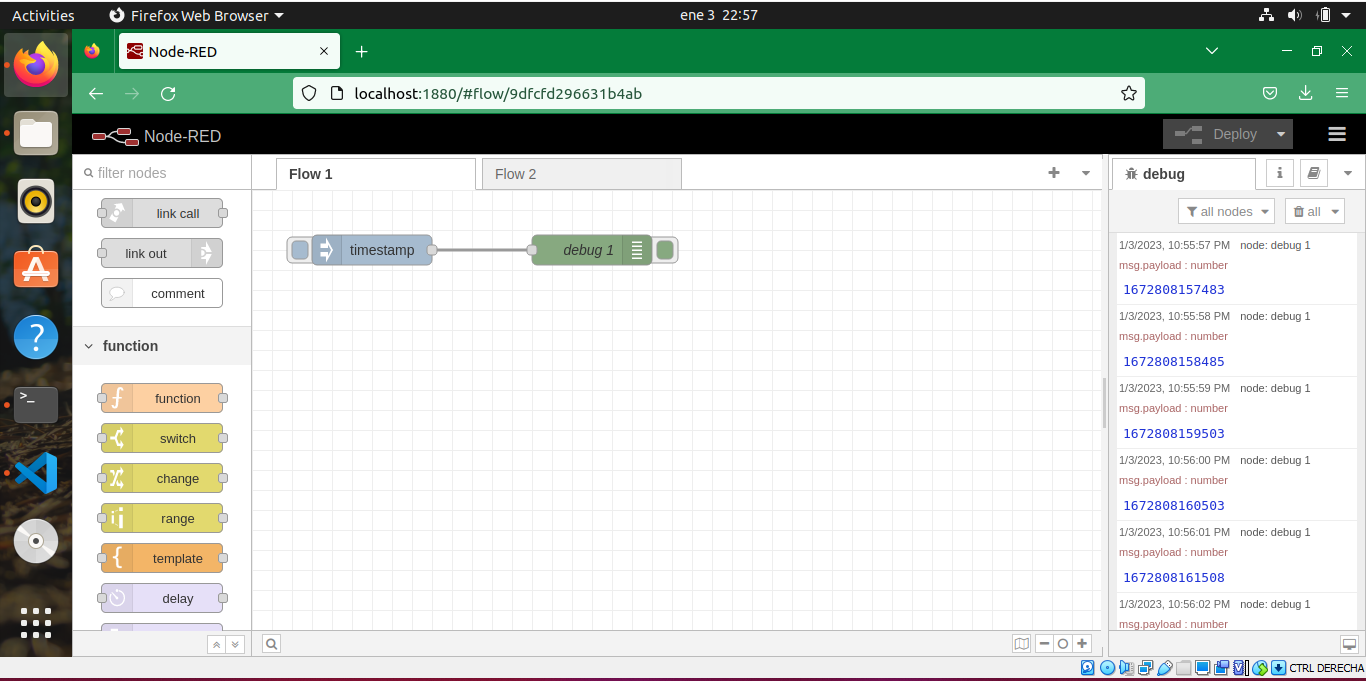 Activities Firefox Web Browser ene 3 22:57
Node-RED
localhost:1880/#flow/9dfcfd296631b4ab
Node-RED Deploy
filter nodes Flow 1 Flow 2 debug
link call all nodes all
link out
comment
function
function
switch
change
range
template
delay
timestamp debug 1
1/3/2023, 10:55:57 PM node: debug 1
msg.payload : number
1672808157483
1/3/2023, 10:55:58 PM node: debug 1
msg.payload : number
1672808158485
1/3/2023, 10:55:59 PM node: debug 1
msg.payload : number
1672808159503
1/3/2023, 10:56:00 PM node: debug 1
msg.payload : number
1672808160503
1/3/2023, 10:56:01 PM node: debug 1
msg.payload : number
1672808161508
1/3/2023, 10:56:02 PM node: debug 1
msg.payload : number
CTRL DERECHA